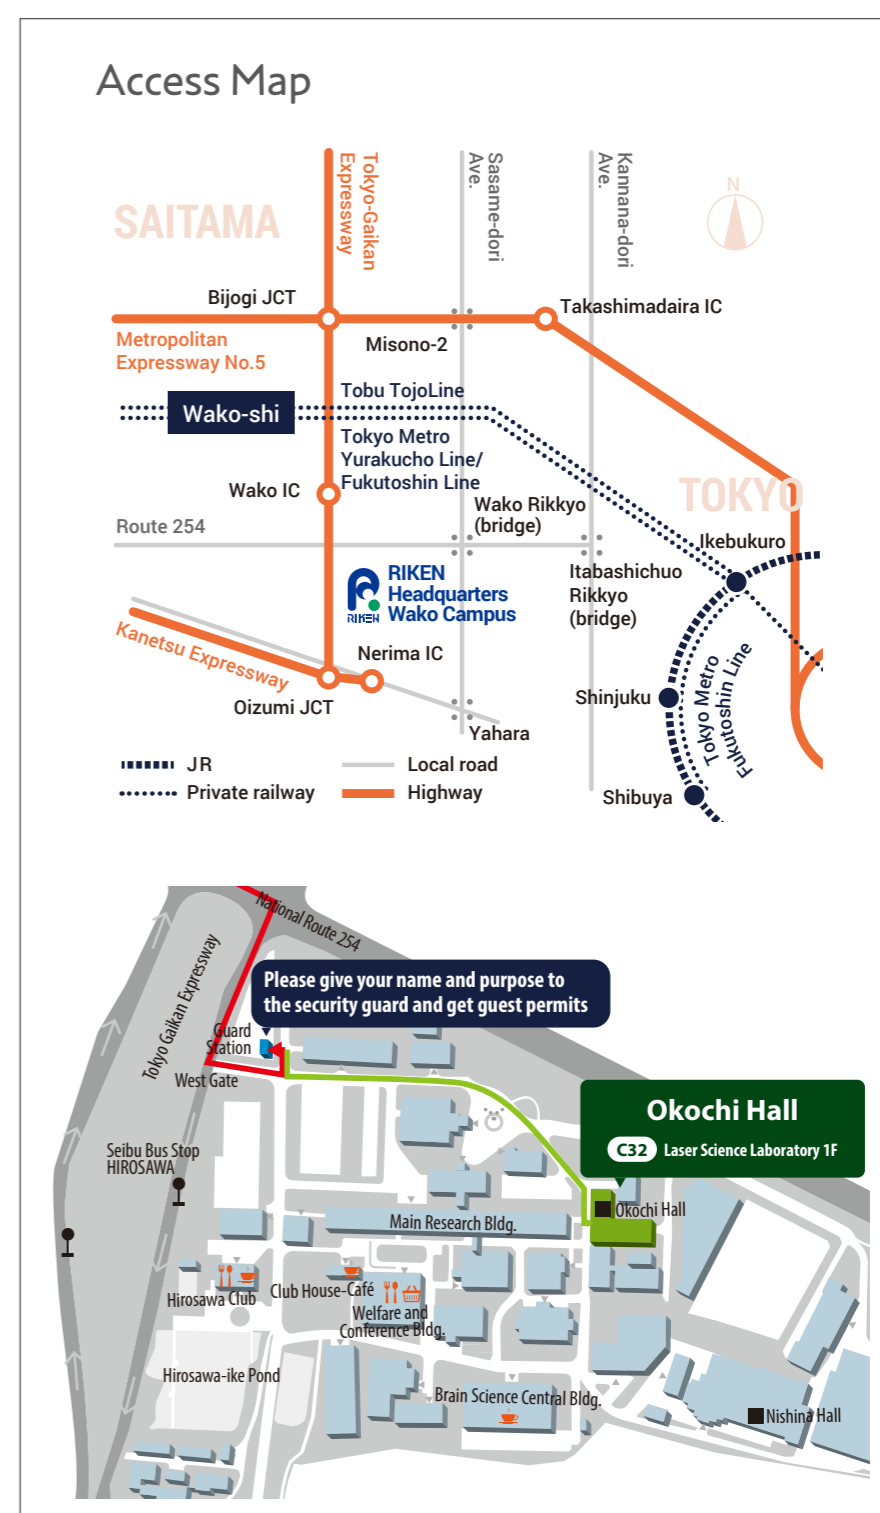 Access Map
Tokyo-Gaikan
Expressway
Sasame-dori
Ave.
Kannana-dori
Ave.
N
SAITAMA
Bijogi JCT
Takashimadaira IC
Metropolitan
Expressway No.5
Misono-2
Wako-shi
Tobu TojoLine
Tokyo Metro
Yurakucho Line/
Fukutoshin Line
Wako IC
TOKYO
Wako Rikkyo
(bridge)
Route 254
Ikebukuro
RIKEN
RIKEN
Headquarters
Wako Campus
Itabashichuo
Rikkyo
(bridge)
Kanetsu Expressway
Nerima IC
Oizumi JCT
Yahara
Shinjuku
Tokyo Metro
Fukutoshin Line
Shibuya
JR
Local road
Private railway
Highway
National Route 254
Tokyo Gaikan Expressway
Please give your name and purpose to
the security guard and get guest permits
Guard
Station
West Gate
Okochi Hall
C32 Laser Science Laboratory 1F
Seibu Bus Stop
HIROSAWA
Okochi Hall
Main Research Bldg.
Hirosawa Club
Club House-Café
Welfare and
Conference Bldg.
Hirosawa-ike Pond
Brain Science Central Bldg.
Nishina Hall